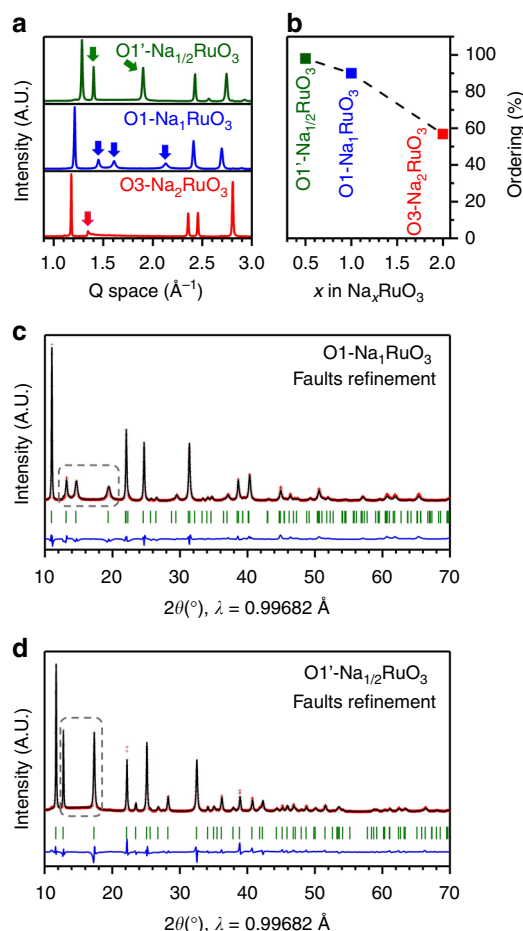 a
Intensity (A.U.)
O1'-Na1/2RuO3
O1-Na1RuO3
O3-Na2RuO3
1.0 1.5 2.0 2.5 3.0
Q space (Å–1)
b
O1'-Na1/2RuO3
O1-Na1RuO3
O3-Na2RuO3
100
80
60
40
20
0
Ordering (%)
0.5 1.0 1.5 2.0
x in NaxRuO3
c
Intensity (A.U.)
O1-Na1RuO3
Faults refinement
10 20 30 40 50 60 70
2θ(°), λ = 0.99682 Å
d
Intensity (A.U.)
O1'-Na1/2RuO3
Faults refinement
10 20 30 40 50 60 70
2θ(°), λ = 0.99682 Å